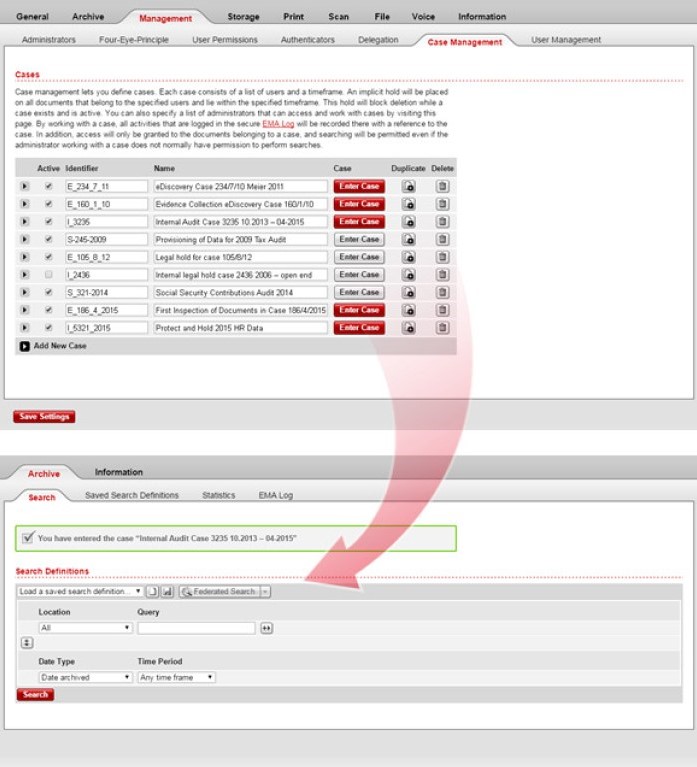 General Archive Management Storage Print Scan File Voice Information
Administrators Four-Eye-Principle User Permissions Authenticators Delegation Case Management User Management
Cases
Case management lets you define cases. Each case consists of a list of users and a timeframe. An implicit hold will be placed
on all documents that belong to the specified users and lie within the specified timeframe. This hold will block deletion while a
case exists and is active. You can also specify a list of administrators that can access and work with cases by visiting this
page. By working with a case, all activities that are logged in the secure EMA Log will be recorded there with a reference to the
case. In addition, access will only be granted to the documents belonging to a case, and searching will be permitted even if the
administrator working with a case does not normally have permission to perform searches.
Active Identifier Name Case Duplicate Delete
E_234_7_11 eDiscovery Case 234/7/10 Meier 2011 Enter Case
E_160_1_10 Evidence Collection eDiscovery Case 160/1/10 Enter Case
I_3235 Internal Audit Case 3235 10.2013 – 04-2015 Enter Case
S-245-2009 Provisioning of Data for 2009 Tax Audit Enter Case
E_105_8_12 Legal hold for case 105/8/12 Enter Case
I_2436 Internal legal hold case 2436 2006 – open end Enter Case
S_321-2014 Social Security Contributions Audit 2014 Enter Case
E_186_4_2015 First Inspection of Documents in Case 186/4/2015 Enter Case
I_5321_2015 Protect and Hold 2015 HR Data Enter Case
Add New Case
Save Settings
Archive Information
Search Saved Search Definitions Statistics EMA Log
You have entered the case "Internal Audit Case 3235 10.2013 – 04-2015"
Search Definitions
Load a saved search definition... Federated Search
Location Query
All
Date Type Time Period
Date archived Any time frame
Search